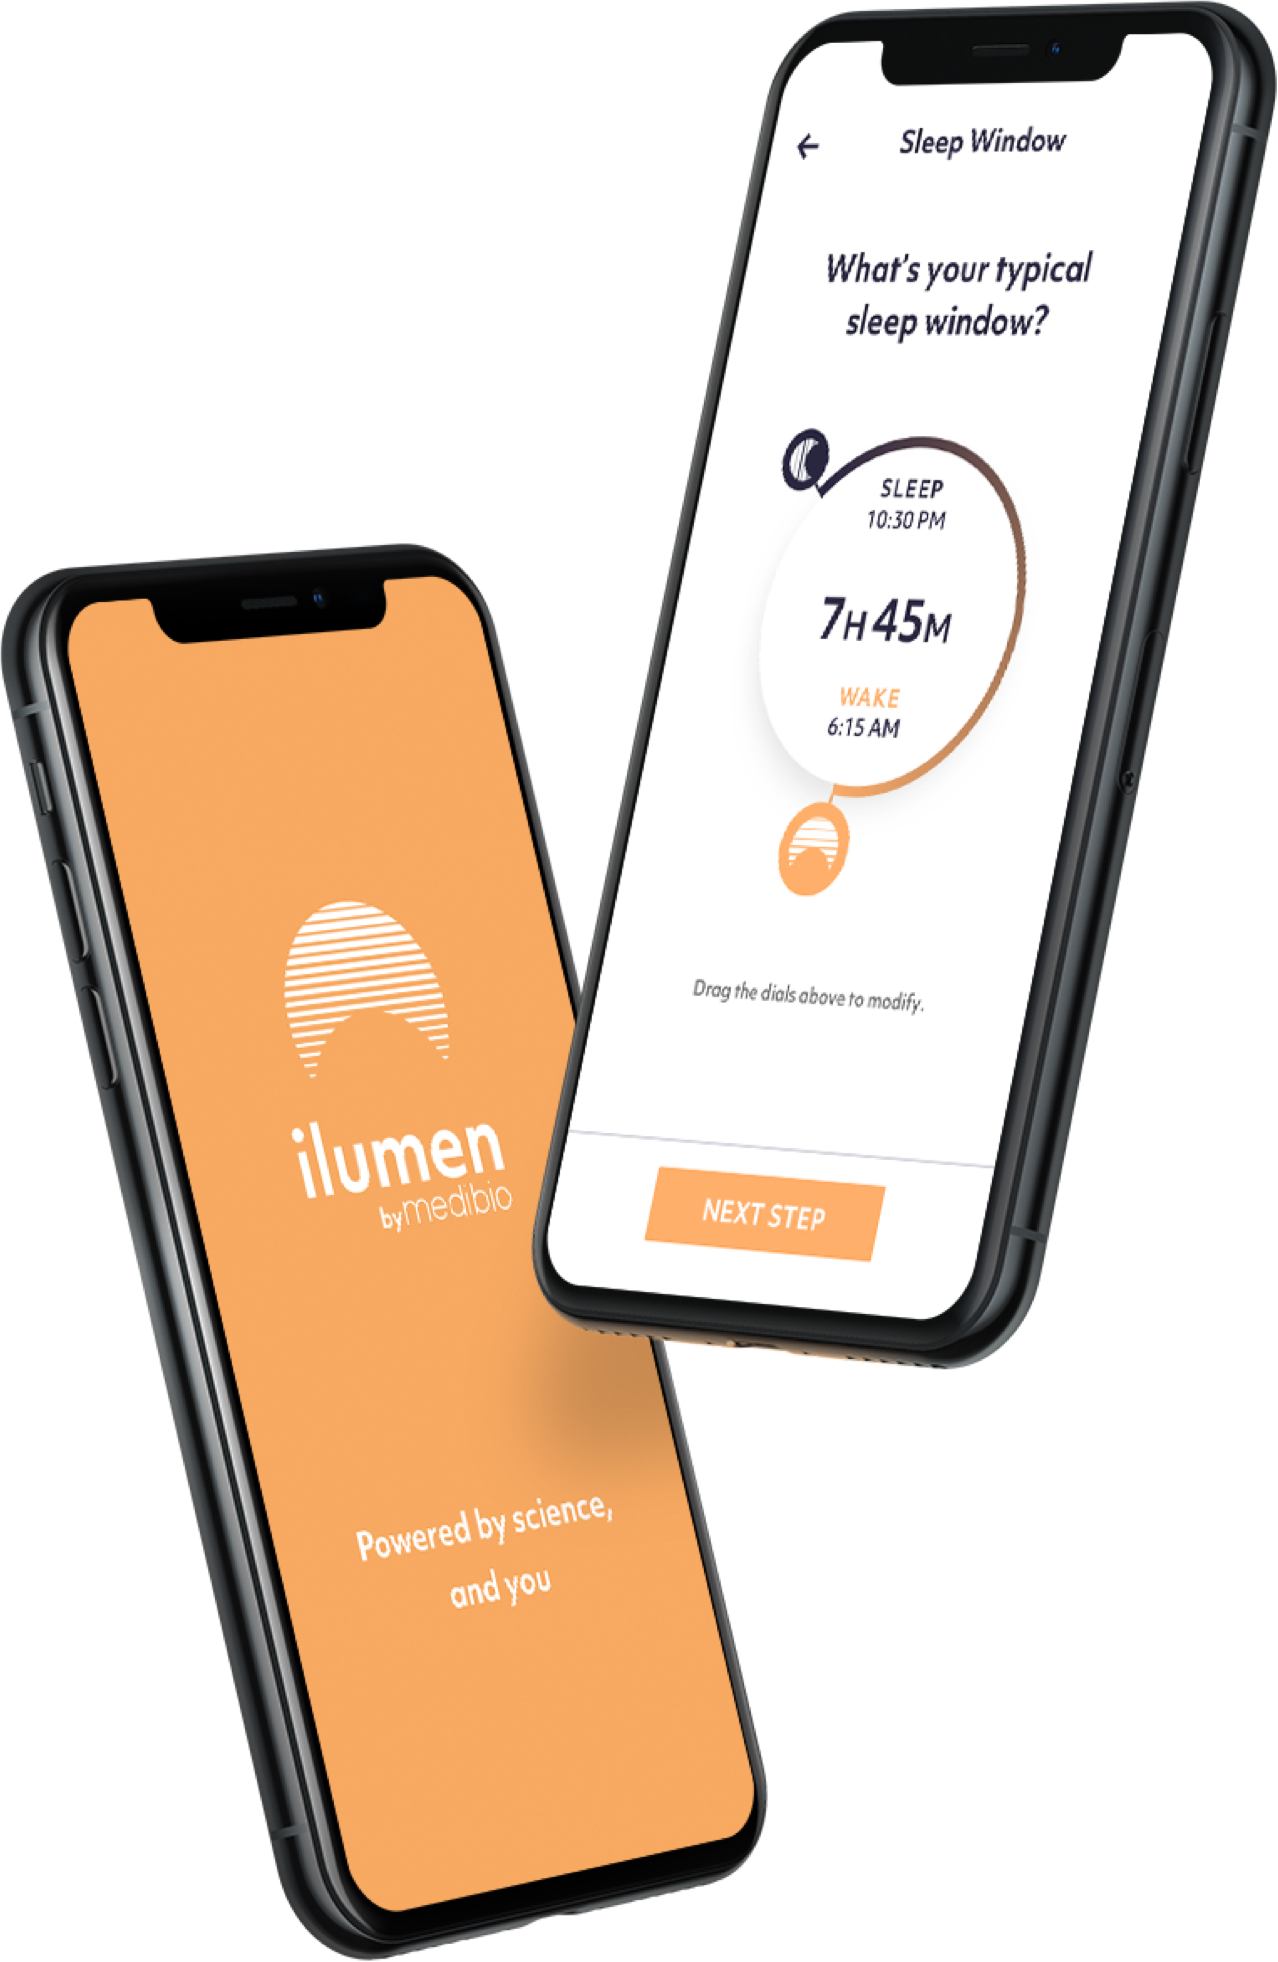 Sleep Window
What's your typical
sleep window?
SLEEP
10:30 PM
7H 45M
WAKE
6:15 AM
Drag the dials above to modify.
NEXT STEP
ilumen
by medibio
Powered by science,
and you